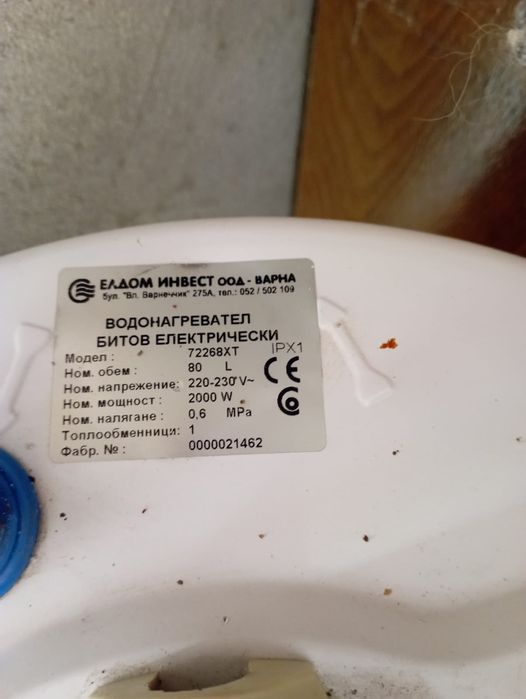 ЕЛДОМ ИНВЕСТ ООД - ВАРНА
бул. "Вл. Варненчик" 275А, тел.: 052 / 502 109
ВОДОНАГРЕВАТЕЛ
БИТОВ ЕЛЕКТРИЧЕСКИ
Модел : 72268XT IPX1
Ном. обем : 80 L
Ном. напрежение: 220-230 V~
Ном. мощност : 2000 W
Ном. налягане : 0,6 MPa
Топлообменници: 1
Фабр. № : 0000021462
CE